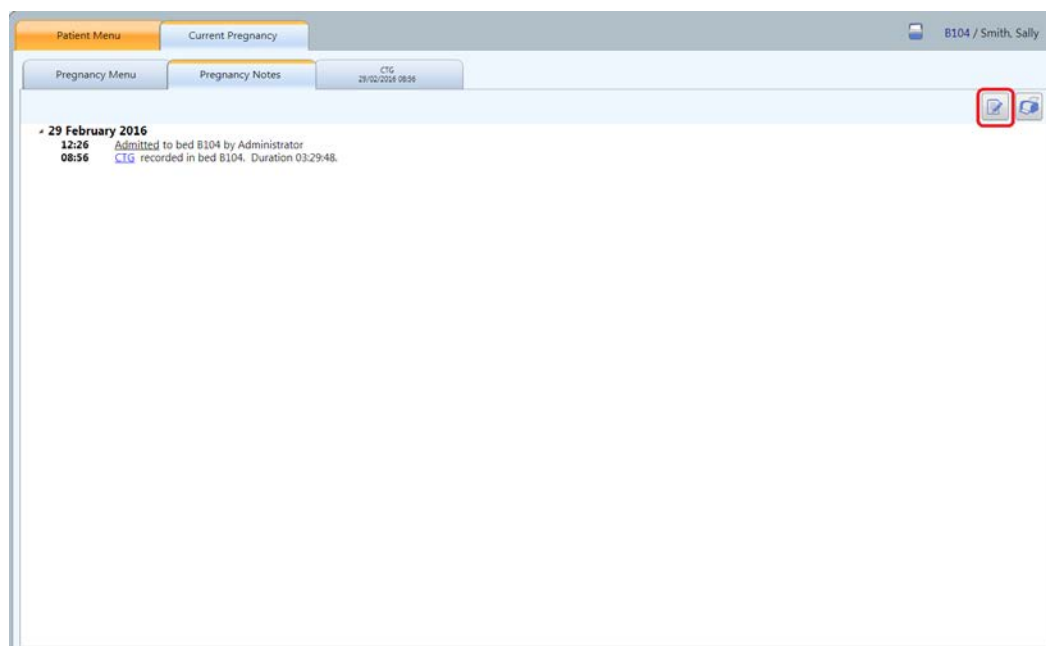 Patient Menu
Current Pregnancy
B104 / Smith, Sally
Pregnancy Menu
Pregnancy Notes
CTG
29/02/2016 08:56
29 February 2016
12:26 Admitted to bed B104 by Administrator
08:56 CTG recorded in bed B104. Duration 03:29:48.